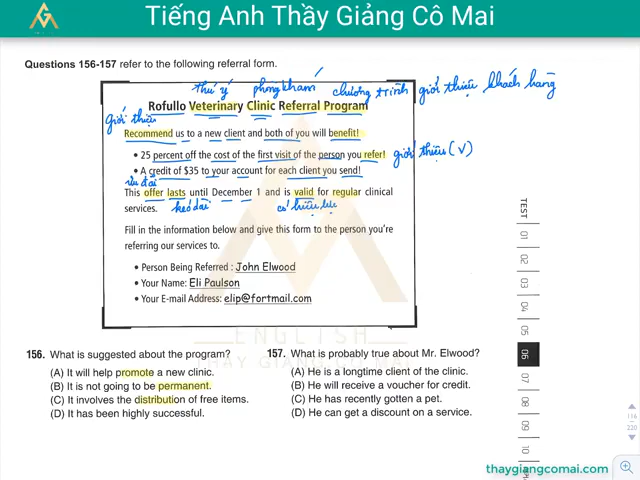 Tiếng Anh Thầy Giảng Cô Mai
Questions 156-157 refer to the following referral form.
thú ý phòng khám chương trình giới thiệu khách hàng
Rofullo Veterinary Clinic Referral Program
giới thiệu
Recommend us to a new client and both of you will benefit!
• 25 percent off the cost of the first visit of the person you refer! giới thiệu (v)
• A credit of $35 to your account for each client you send!
ưu đãi
This offer lasts until December 1 and is valid for regular clinical
services. kéo dài có hiệu lực
Fill in the information below and give this form to the person you're
referring our services to.
• Person Being Referred : John Elwood
• Your Name: Eli Paulson
• Your E-mail Address: elip@fortmail.com
ENGLISH
THAY GIANG CO MAI
156. What is suggested about the program?
(A) It will help promote a new clinic.
(B) It is not going to be permanent.
(C) It involves the distribution of free items.
(D) It has been highly successful.
157. What is probably true about Mr. Elwood?
(A) He is a longtime client of the clinic.
(B) He will receive a voucher for credit.
(C) He has recently gotten a pet.
(D) He can get a discount on a service.
TEST
01
02
03
04
05
06
07
08
09
10
116
220
thaygiangcomai.com